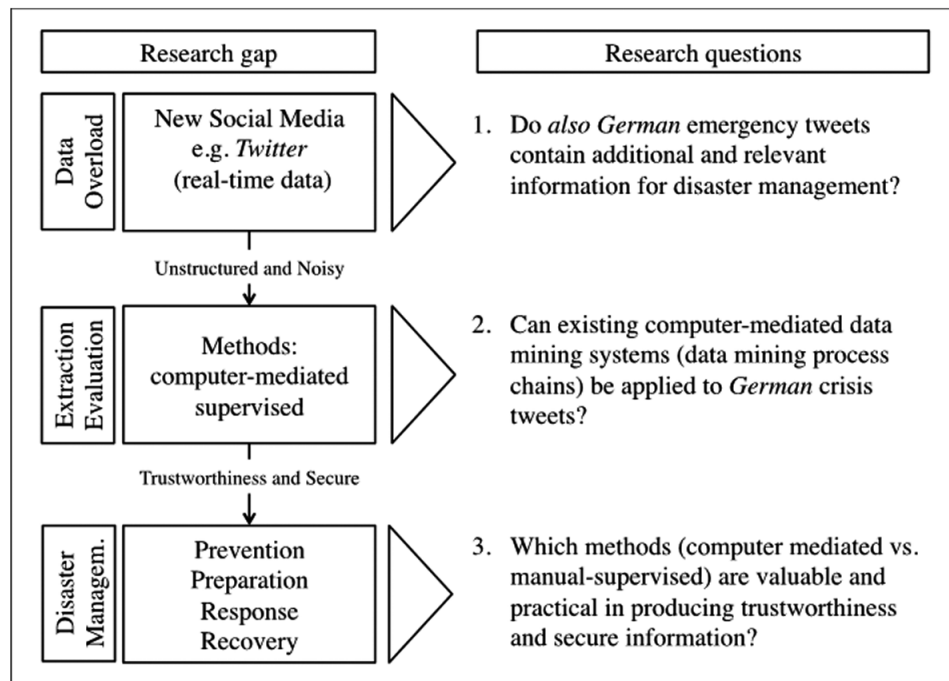 Research gap
Research questions
Data
Overload
New Social Media
e.g. Twitter
(real-time data)
1. Do also German emergency tweets
contain additional and relevant
information for disaster management?
Unstructured and Noisy
Extraction
Evaluation
Methods:
computer-mediated
supervised
2. Can existing computer-mediated data
mining systems (data mining process
chains) be applied to German crisis
tweets?
Trustworthiness and Secure
Disaster
Managem.
Prevention
Preparation
Response
Recovery
3. Which methods (computer mediated vs.
manual-supervised) are valuable and
practical in producing trustworthiness
and secure information?